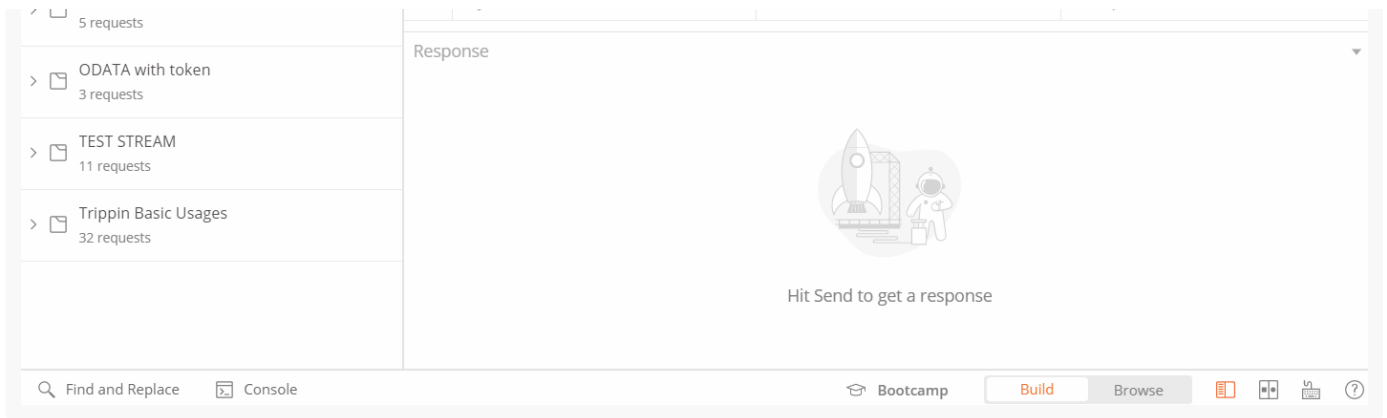 5 requests
Response
ODATA with token
3 requests
TEST STREAM
11 requests
Trippin Basic Usages
32 requests
Hit Send to get a response
Find and Replace
Console
Bootcamp
Build
Browse